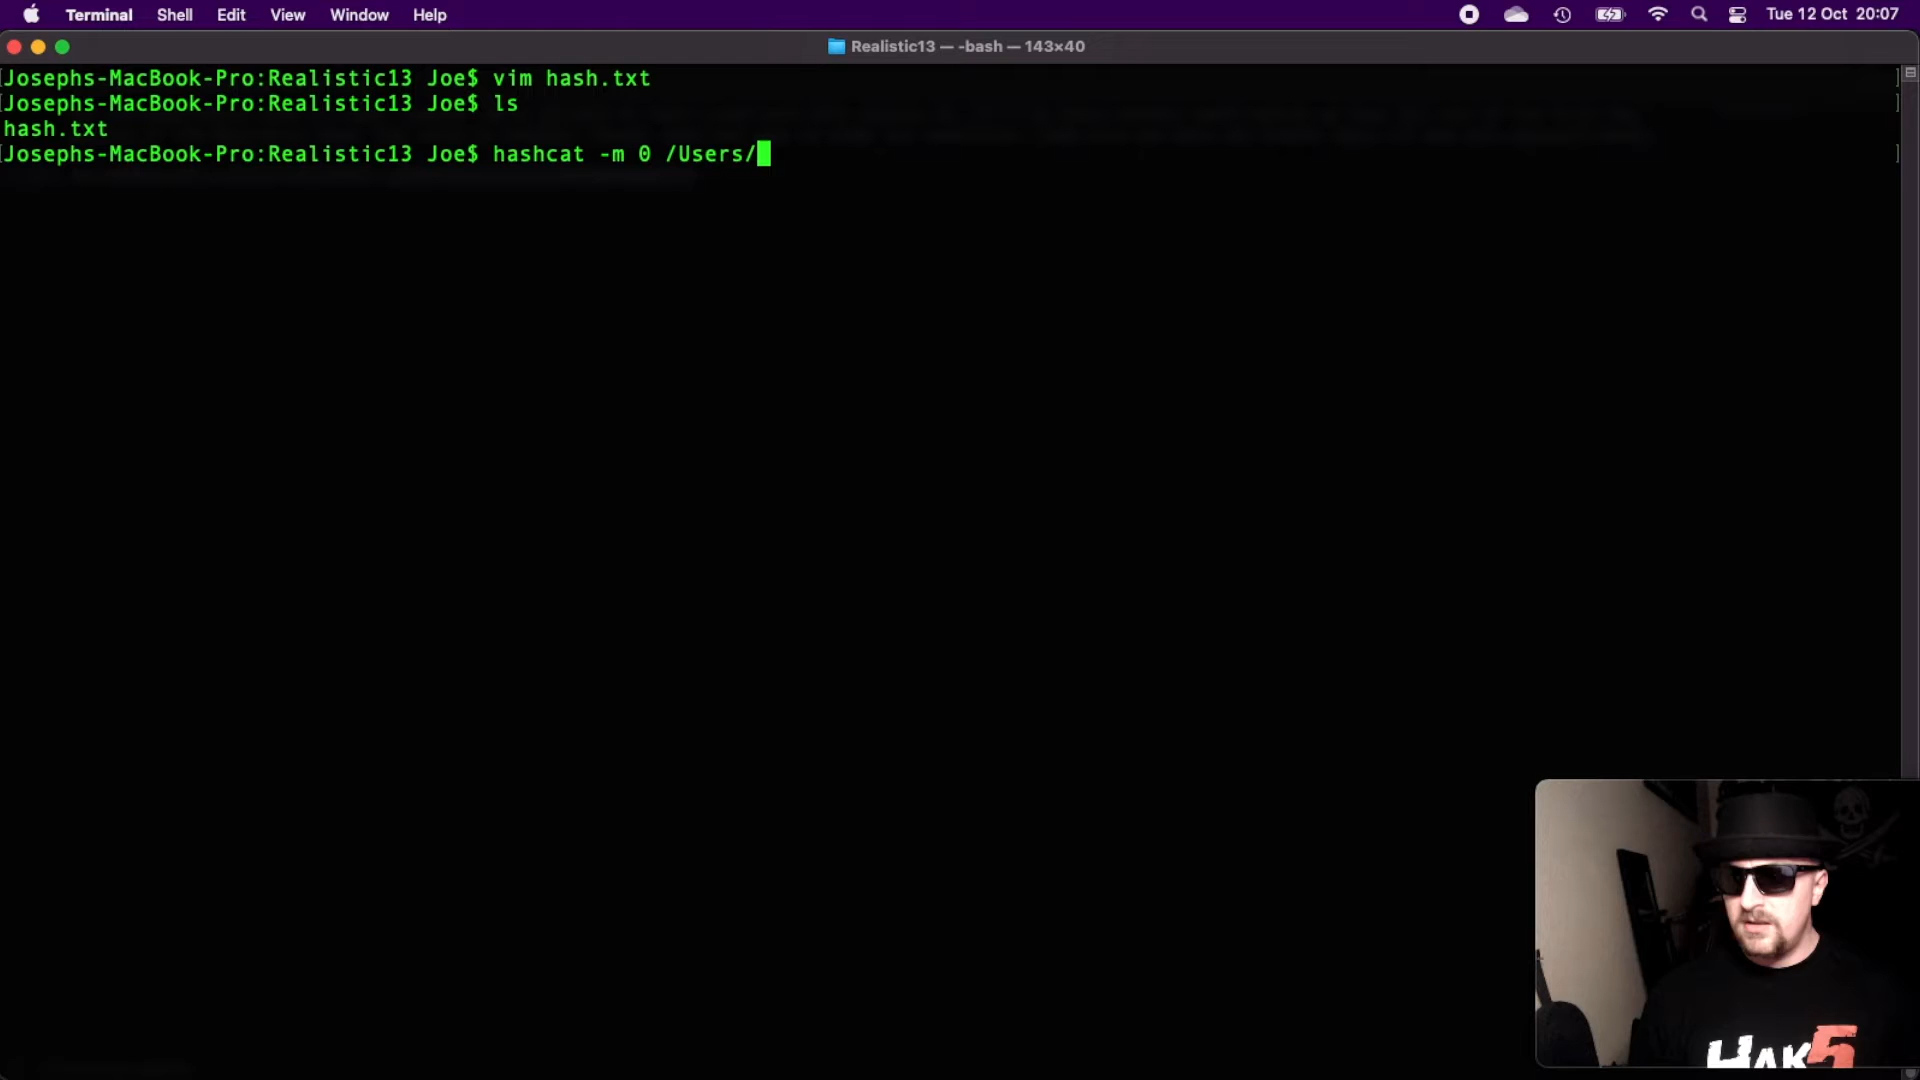 Terminal Shell Edit View Window Help Tue 12 Oct 20:07
Realistic13 — -bash — 143×40
Josephs-MacBook-Pro:Realistic13 Joe$ vim hash.txt
Josephs-MacBook-Pro:Realistic13 Joe$ ls
hash.txt
Josephs-MacBook-Pro:Realistic13 Joe$ hashcat -m 0 /Users/
HAK5